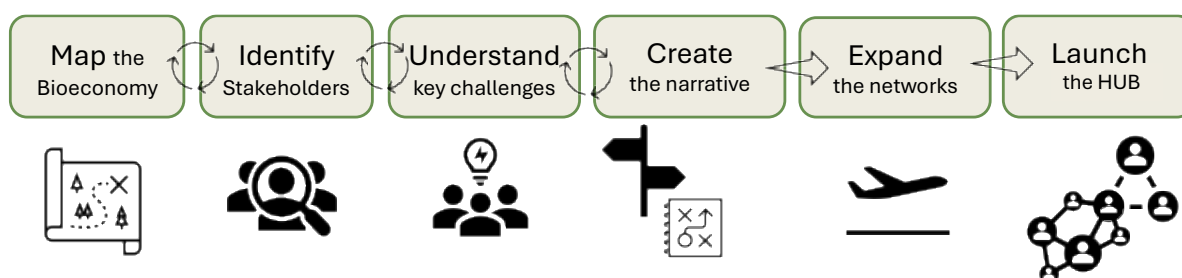 Map the
Bioeconomy
Identify
Stakeholders
Understand
key challenges
Create
the narrative
Expand
the networks
Launch
the HUB